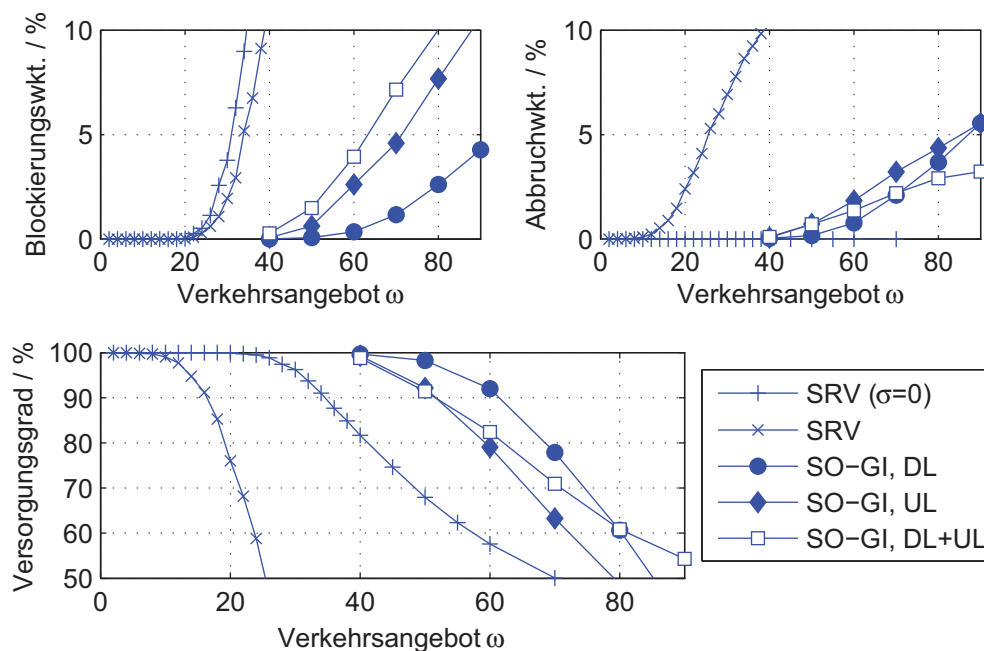 Blockierungswkt. / %
10
5
0
0 20 40 60 80
Verkehrsangebot ω
Abbruchwkt. / %
10
5
0
0 20 40 60 80
Verkehrsangebot ω
Versorgungsgrad / %
100
90
80
70
60
50
0 20 40 60 80
Verkehrsangebot ω
SRV (σ=0)
SRV
SO−GI, DL
SO−GI, UL
SO−GI, DL+UL